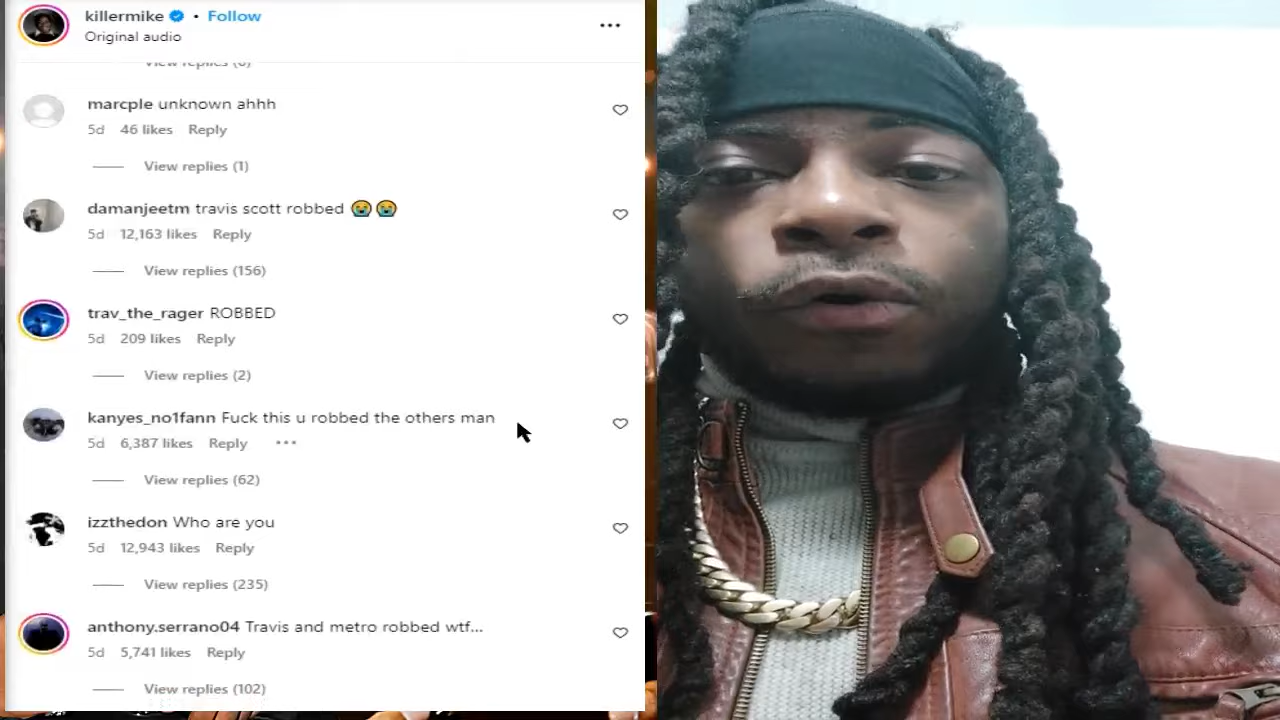 killermike • Follow
Original audio
View replies (6)
marcple unknown ahhh
5d 46 likes Reply
View replies (1)
damanjeetm travis scott robbed 😭😭
5d 12,163 likes Reply
View replies (156)
trav_the_rager ROBBED
5d 209 likes Reply
View replies (2)
kanyes_no1fann Fuck this u robbed the others man
5d 6,387 likes Reply •••
View replies (62)
izzthedon Who are you
5d 12,943 likes Reply
View replies (235)
anthony.serrano04 Travis and metro robbed wtf...
5d 5,741 likes Reply
View replies (102)